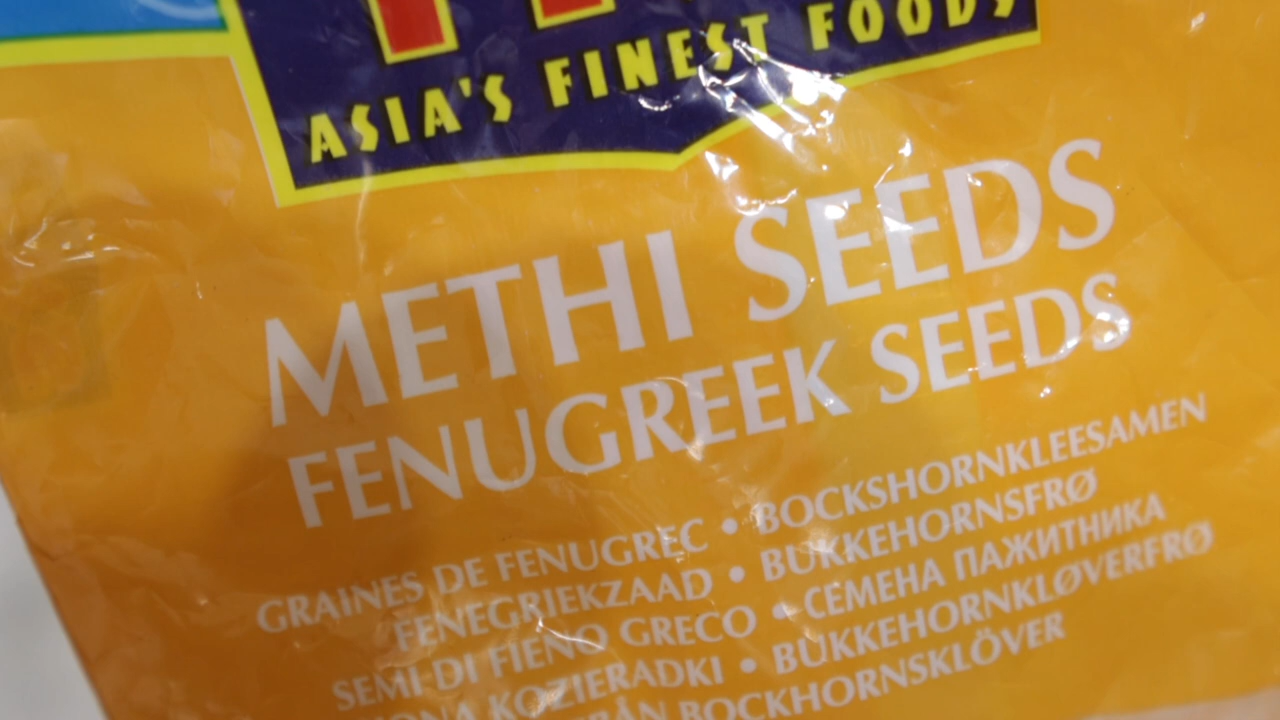 ASIA'S FINEST FOODS
METHI SEEDS
FENUGREEK SEEDS
GRAINES DE FENUGREC • BOCKSHORNKLEESAMEN
FENEGRIEKZAAD • BUKKEHORNSFRØ
SEMI DI FIENO GRECO • СЕМЕНА ПАЖИТНИКА
KOZIERADKI • BUKKEHORNKLØVERFRØ
BOCKHORNSKLÖVER